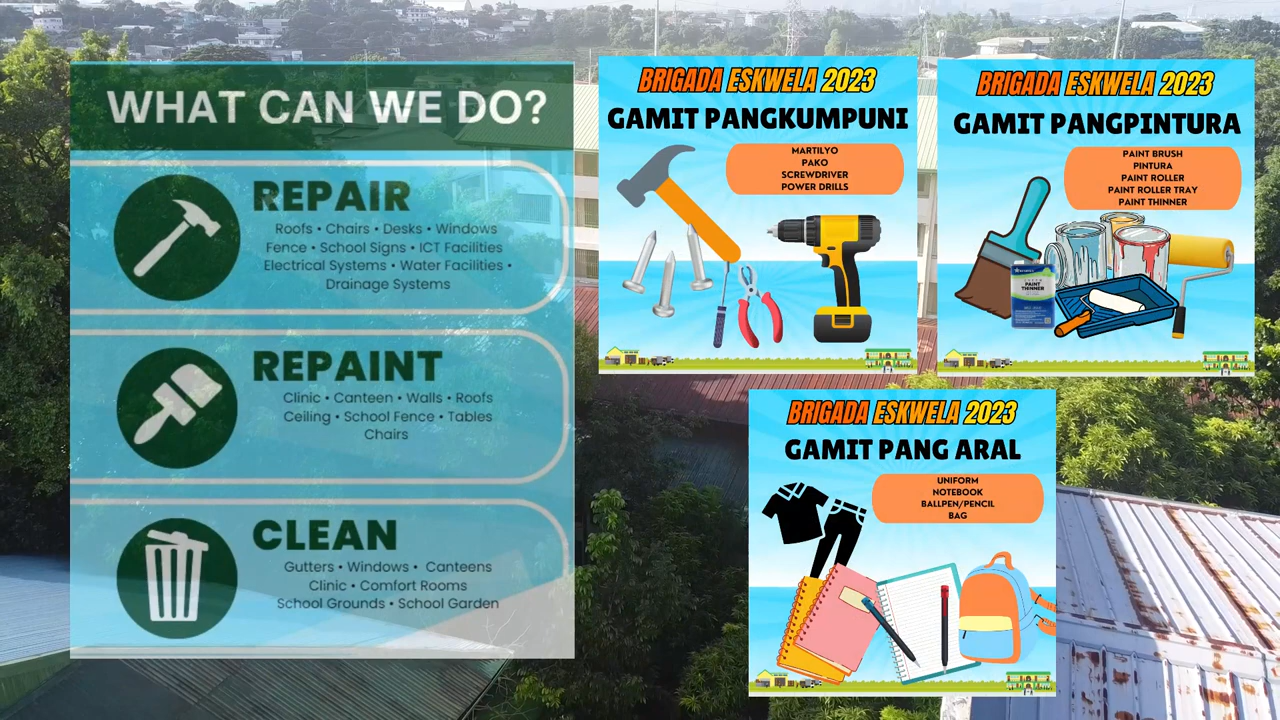 WHAT CAN WE DO?
REPAIR
Roofs • Chairs • Desks • Windows
Fence • School Signs • ICT Facilities
Electrical Systems • Water Facilities •
Drainage Systems
REPAINT
Clinic • Canteen • Walls • Roofs
Ceiling • School Fence • Tables
Chairs
CLEAN
Gutters • Windows • Canteens
Clinic • Comfort Rooms
School Grounds • School Garden
BRIGADA ESKWELA 2023
GAMIT PANGKUMPUNI
MARTILYO
PAKO
SCREWDRIVER
POWER DRILLS
BRIGADA ESKWELA 2023
GAMIT PANGPINTURA
PAINT BRUSH
PINTURA
PAINT ROLLER
PAINT ROLLER TRAY
PAINT THINNER
PAINT
THINNER
BRIGADA ESKWELA 2023
GAMIT PANG ARAL
UNIFORM
NOTEBOOK
BALLPEN/PENCIL
BAG